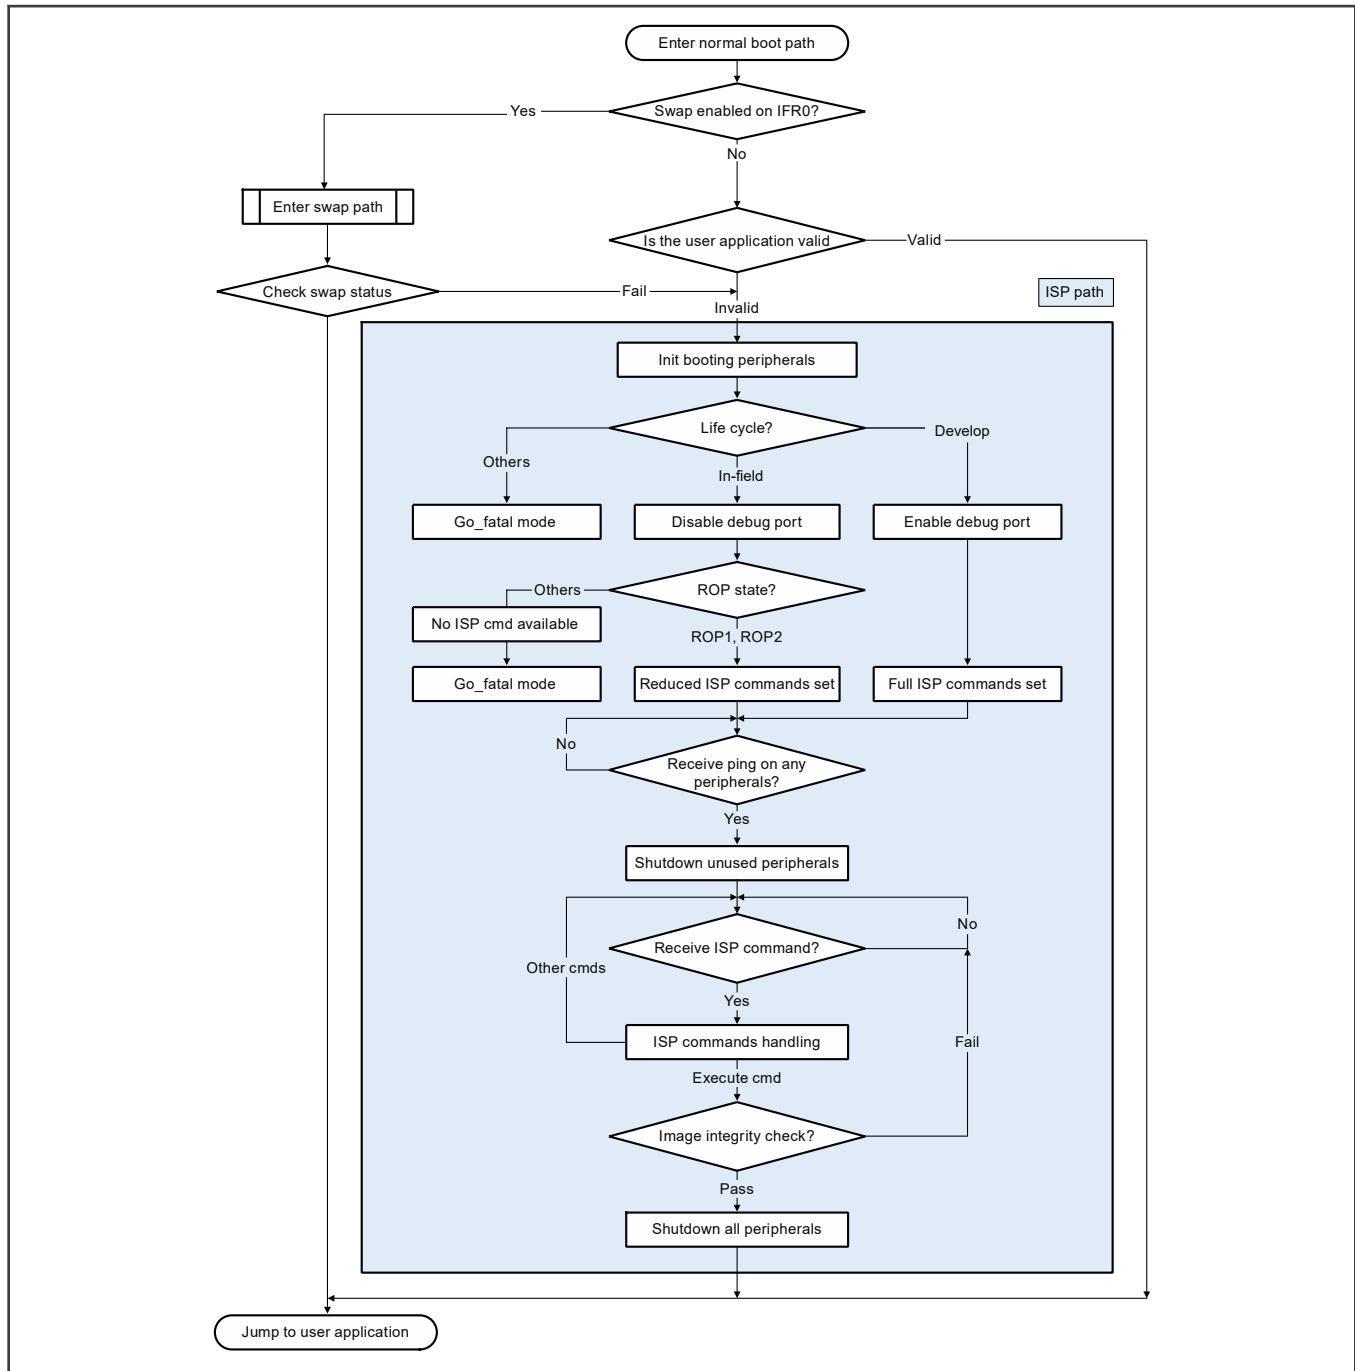 Enter normal boot path
Swap enabled on IFR0?
Yes
No
Enter swap path
Is the user application valid
Valid
Check swap status
Fail
ISP path
Invalid
Init booting peripherals
Life cycle?
Develop
Others
In-field
Go_fatal mode
Disable debug port
Enable debug port
ROP state?
Others
No ISP cmd available
ROP1, ROP2
Go_fatal mode
Reduced ISP commands set
Full ISP commands set
No
Receive ping on any
peripherals?
Yes
Shutdown unused peripherals
No
Receive ISP command?
Other cmds
Yes
ISP commands handling
Fail
Execute cmd
Image integrity check?
Pass
Shutdown all peripherals
Jump to user application